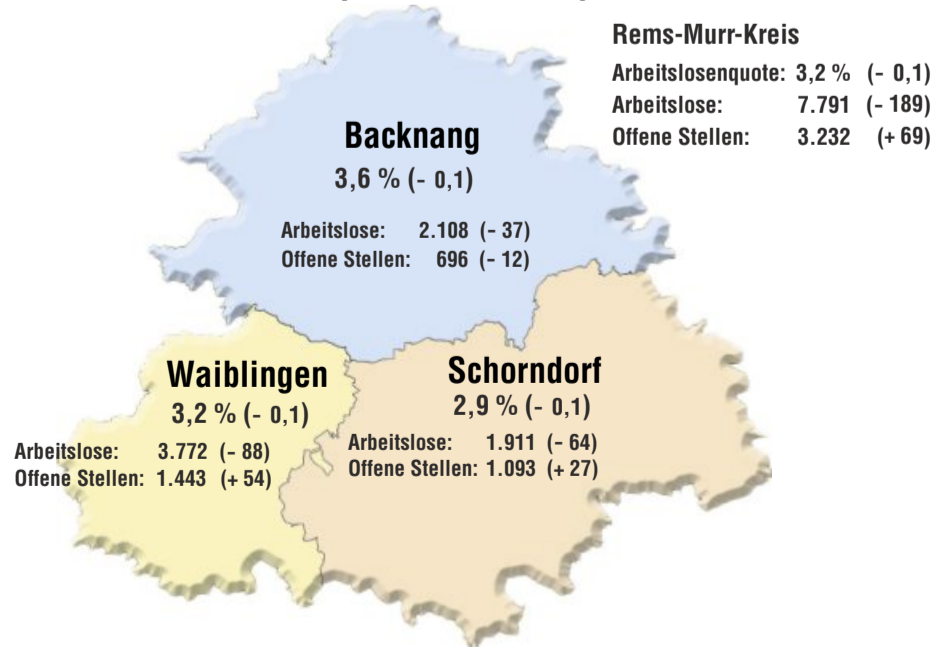 Rems-Murr-Kreis
Arbeitslosenquote: 3,2 % (- 0,1)
Arbeitslose: 7.791 (- 189)
Offene Stellen: 3.232 (+ 69)
Backnang
3,6 % (- 0,1)
Arbeitslose: 2.108 (- 37)
Offene Stellen: 696 (- 12)
Waiblingen
3,2 % (- 0,1)
Arbeitslose: 3.772 (- 88)
Offene Stellen: 1.443 (+ 54)
Schorndorf
2,9 % (- 0,1)
Arbeitslose: 1.911 (- 64)
Offene Stellen: 1.093 (+ 27)